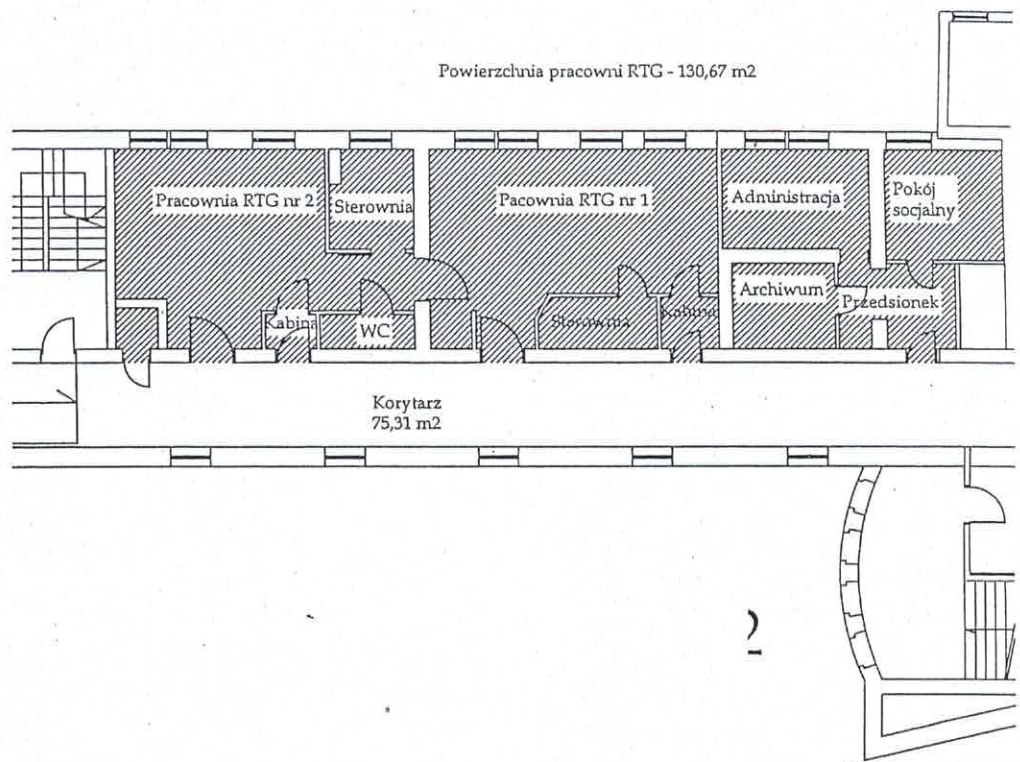 Powierzchnia pracowni RTG - 130,67 m2
Pracownia RTG nr 2
Sterownia
Pacownia RTG nr 1
Administracja
Pokój
socjalny
Kabina
WC
Sterownia
Kabina
Archiwum
Przedsionek
Korytarz
75,31 m2
2